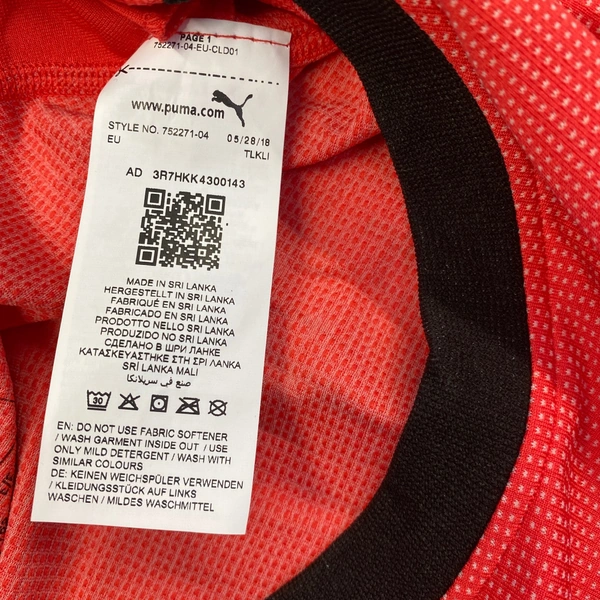 PAGE 1
752271-04-EU-CLD01
www.puma.com
STYLE NO. 752271-04 05/28/18
EU TLKLI
AD 3R7HKK4300143
MADE IN SRI LANKA
HERGESTELLT IN SRI LANKA
FABRIQUÉ EN SRI LANKA
FABRICADO EN SRI LANKA
PRODOTTO NELLO SRI LANKA
PRODUZIDO NO SRI LANKA
СДЕЛАНО В ШРИ ЛАНКЕ
ΚΑΤΑΣΚΕΥΑΣΤΗΚΕ ΣΤΗ ΣΡΙ ΛΑΝΚΑ
SRİ LANKA MALI
صنع في سريلانكا
30
EN: DO NOT USE FABRIC SOFTENER
/ WASH GARMENT INSIDE OUT / USE
ONLY MILD DETERGENT / WASH WITH
SIMILAR COLOURS
DE: KEINEN WEICHSPÜLER VERWENDEN
/ KLEIDUNGSSTÜCK AUF LINKS
WASCHEN / MILDES WASCHMITTEL